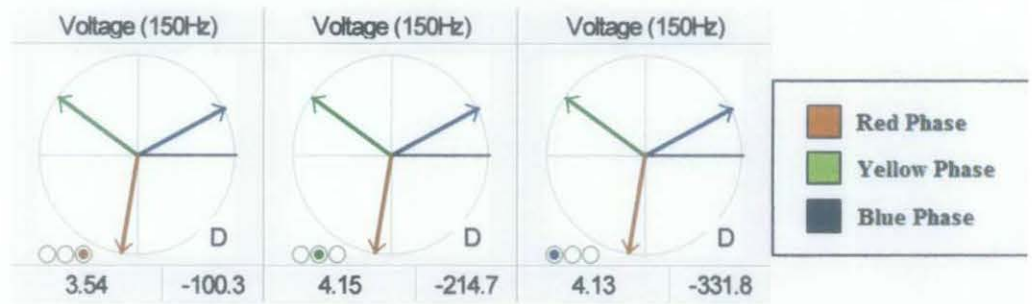 Voltage (150Hz) Voltage (150Hz) Voltage (150Hz)
D D D
3.54 -100.3 4.15 -214.7 4.13 -331.8
Red Phase
Yellow Phase
Blue Phase